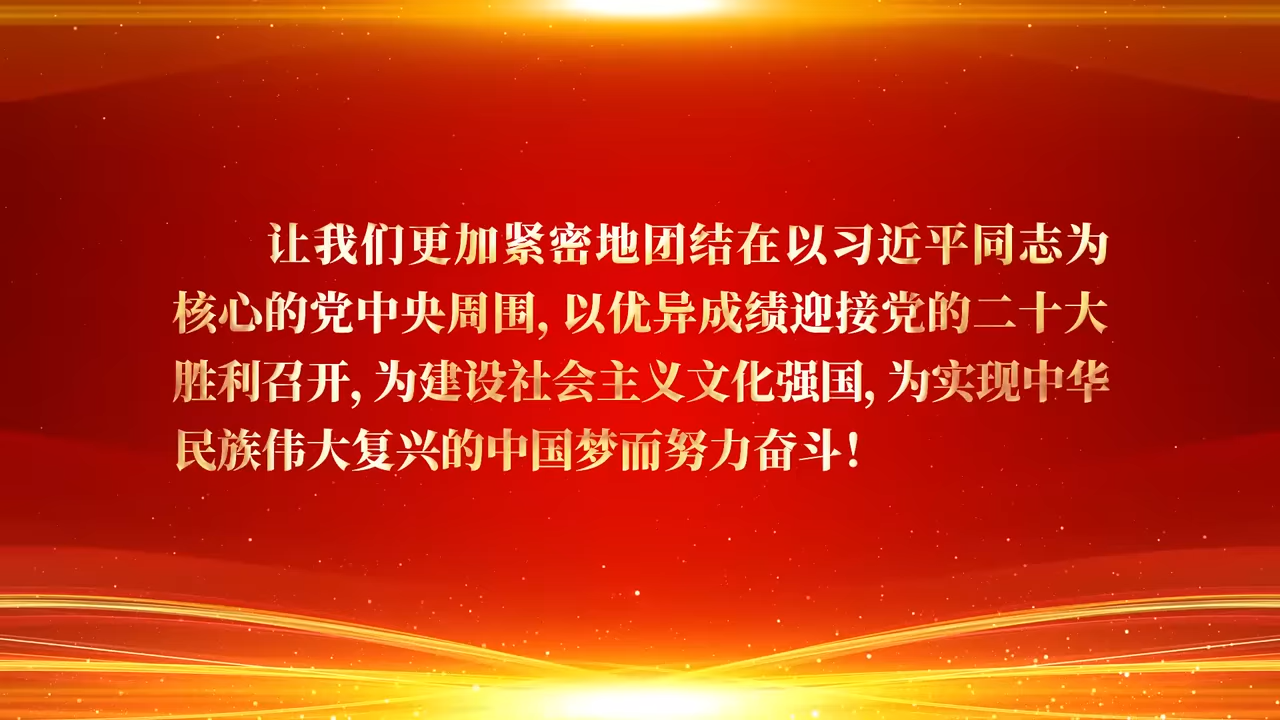 让我们更加紧密地团结在以习近平同志为
核心的党中央周围，以优异成绩迎接党的二十大
胜利召开，为建设社会主义文化强国，为实现中华
民族伟大复兴的中国梦而努力奋斗！